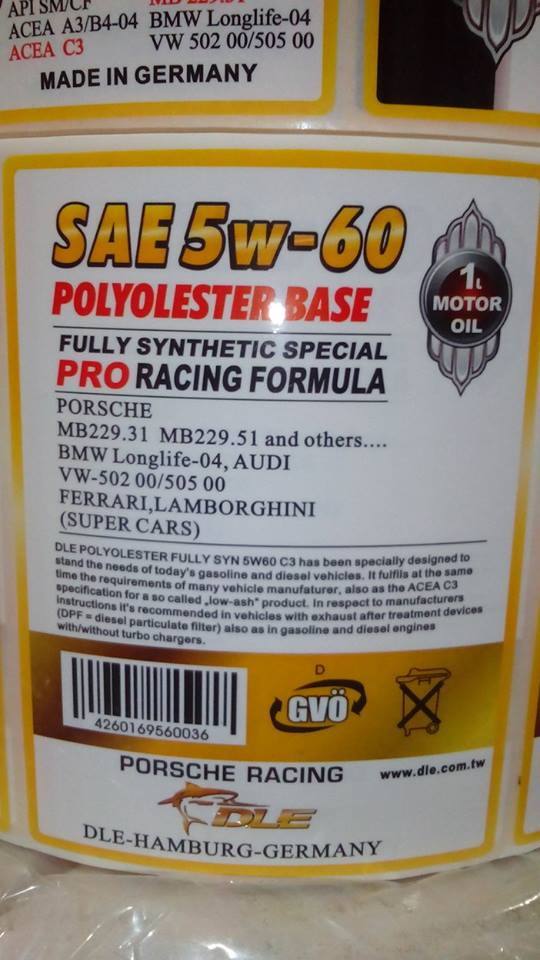 API SM/CF
ACEA A3/B4-04
ACEA C3
MB 229.51
BMW Longlife-04
VW 502 00/505 00
MADE IN GERMANY
SAE 5w-60
POLYOLESTER BASE
FULLY SYNTHETIC SPECIAL
PRO RACING FORMULA
1L
MOTOR
OIL
PORSCHE
MB229.31 MB229.51 and others....
BMW Longlife-04, AUDI
VW-502 00/505 00
FERRARI,LAMBORGHINI
(SUPER CARS)
DLE POLYOLESTER FULLY SYN 5W60 C3 has been specially designed to
stand the needs of today's gasoline and diesel vehicles. It fulfils at the same
time the requirements of many vehicle manufaturer, also as the ACEA C3
specification for a so called „low-ash" product. In respect to manufacturers
instructions it's recommended in vehicles with exhaust after treatment devices
(DPF = diesel particulate filter) also as in gasoline and diesel engines
with/without turbo chargers.
4260169560036
D
GVÖ
PORSCHE RACING
www.dle.com.tw
DLE
DLE-HAMBURG-GERMANY